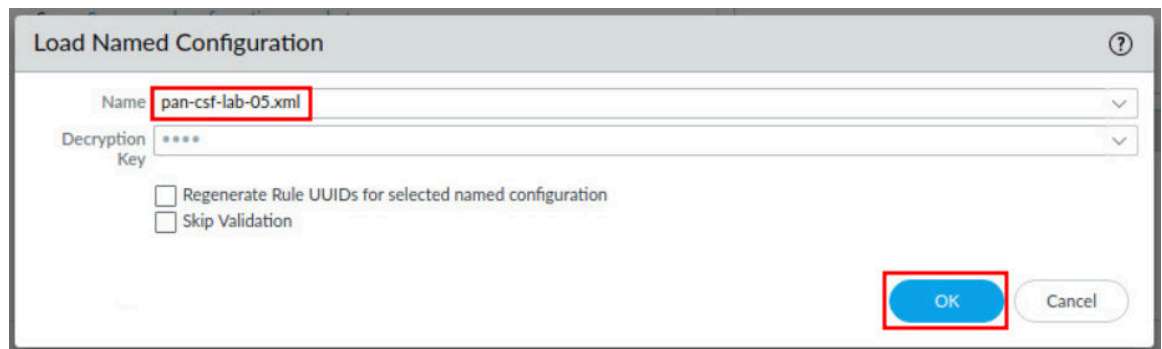 Load Named Configuration
Name pan-csf-lab-05.xml
Decryption ••••
Key
Regenerate Rule UUIDs for selected named configuration
Skip Validation
OK Cancel